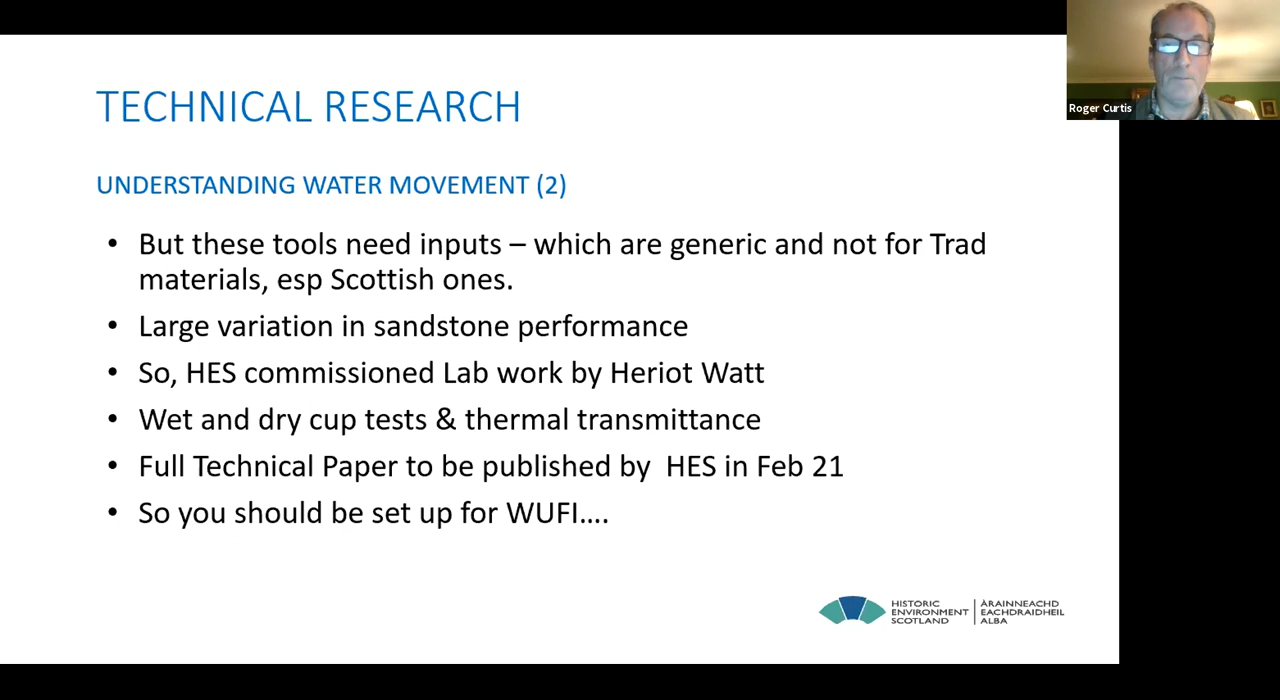 TECHNICAL RESEARCH
UNDERSTANDING WATER MOVEMENT (2)
• But these tools need inputs – which are generic and not for Trad
materials, esp Scottish ones.
• Large variation in sandstone performance
• So, HES commissioned Lab work by Heriot Watt
• Wet and dry cup tests & thermal transmittance
• Full Technical Paper to be published by  HES in Feb 21
• So you should be set up for WUFI....
HISTORIC
ENVIRONMENT
SCOTLAND
ÀRAINNEACHD
EACHDRAIDHEIL
ALBA
Roger Curtis